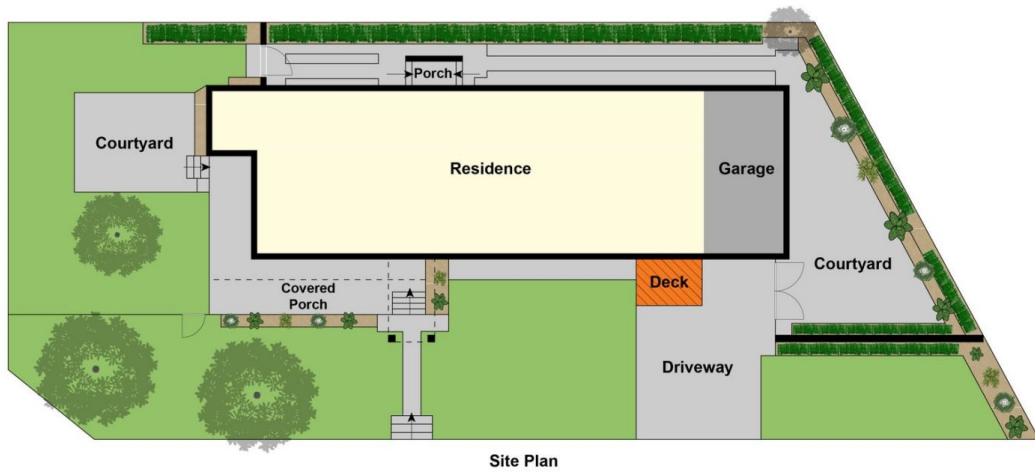 Porch
Courtyard
Residence
Garage
Courtyard
Deck
Covered
Porch
Driveway
Site Plan